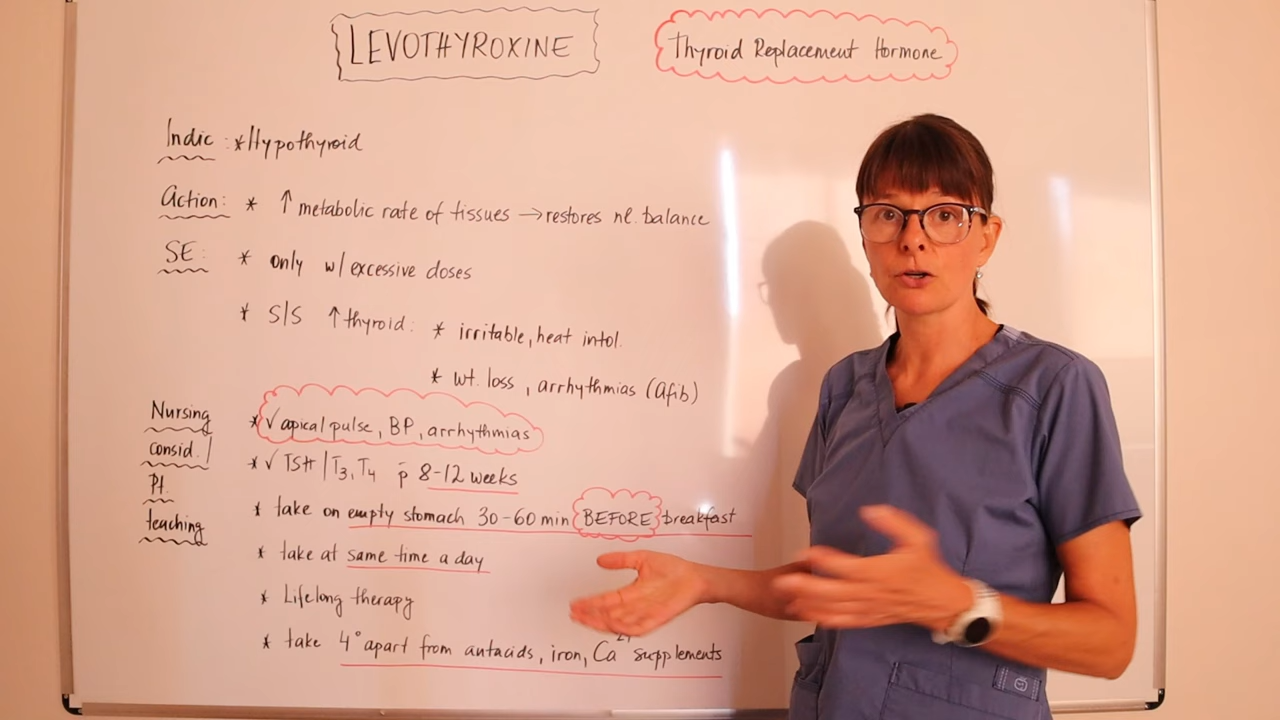 LEVOTHYROXINE
Thyroid Replacement Hormone
Indic: * Hypothyroid
Action: * ↑ metabolic rate of tissues → restores nl. balance
SE: * only w/ excessive doses
* S/S ↑ thyroid: * irritable, heat intol.
* wt. loss, arrhythmias (Afib)
Nursing consid./ Pt. teaching
* √ apical pulse, BP, arrhythmias
* √ TSH / T3, T4 p̄ 8-12 weeks
* take on empty stomach 30-60 min BEFORE breakfast
* take at same time a day
* Lifelong therapy
* take 4° apart from antacids, iron, Ca²⁺ supplements